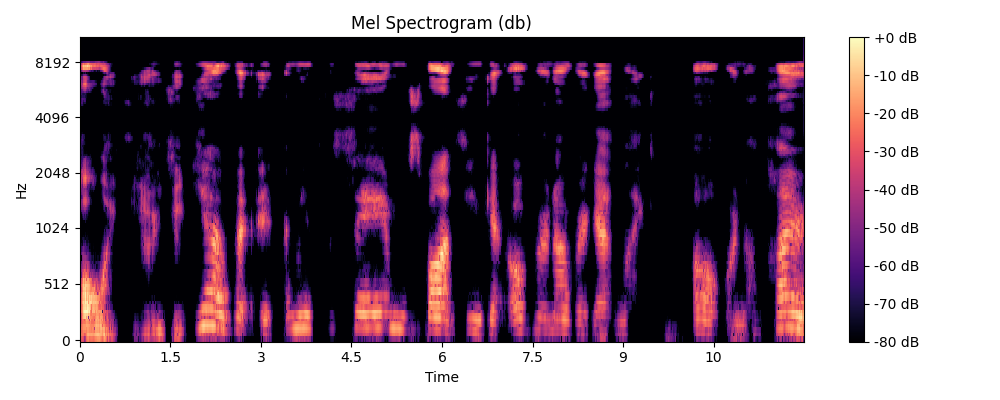 Mel Spectrogram (db)
8192
4096
2048
1024
512
0
Hz
0 1.5 3 4.5 6 7.5 9 10
Time
+0 dB
-10 dB
-20 dB
-30 dB
-40 dB
-50 dB
-60 dB
-70 dB
-80 dB